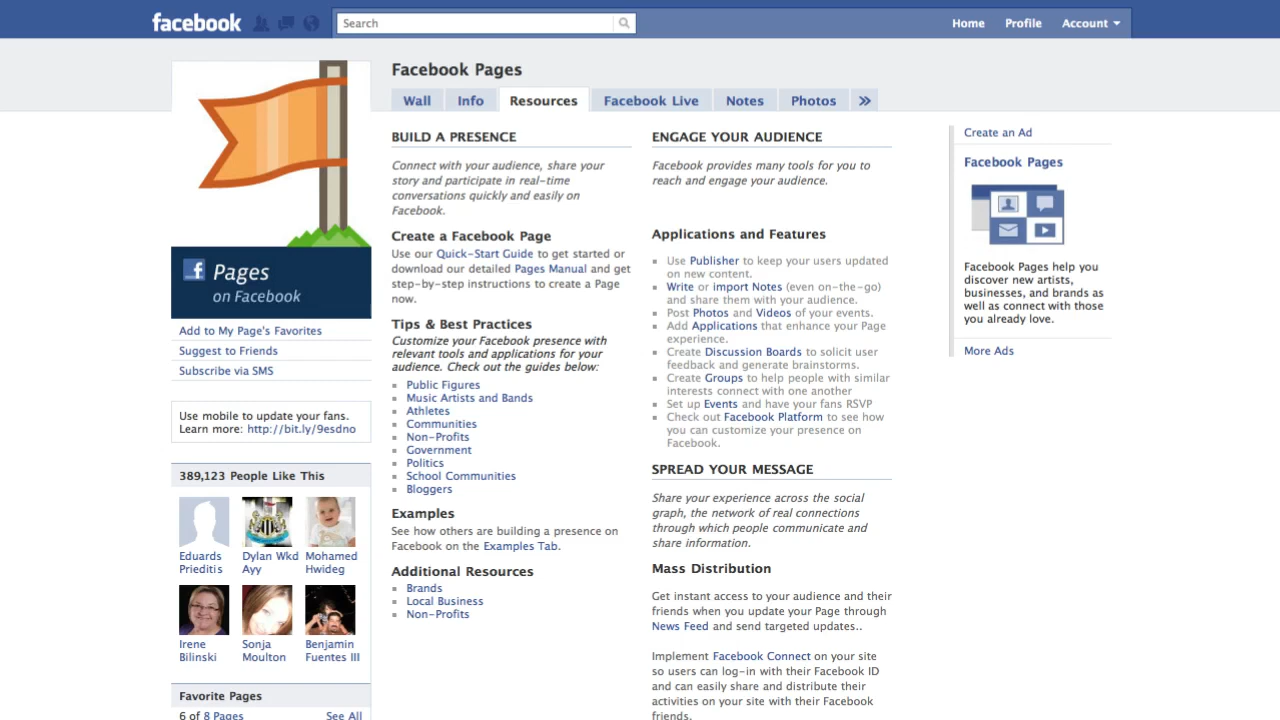 facebook
Search
Home Profile Account
Facebook Pages
Wall Info Resources Facebook Live Notes Photos »
f Pages
on Facebook
Add to My Page's Favorites
Suggest to Friends
Subscribe via SMS
Use mobile to update your fans.
Learn more: http://bit.ly/9esdno
389,123 People Like This
Eduards
Prieditis
Dylan Wkd
Ayy
Mohamed
Hwideg
Irene
Bilinski
Sonja
Moulton
Benjamin
Fuentes III
Favorite Pages
6 of 8 Pages See All
BUILD A PRESENCE
Connect with your audience, share your
story and participate in real-time
conversations quickly and easily on
Facebook.
Create a Facebook Page
Use our Quick-Start Guide to get started or
download our detailed Pages Manual and get
step-by-step instructions to create a Page
now.
Tips & Best Practices
Customize your Facebook presence with
relevant tools and applications for your
audience. Check out the guides below:
Public Figures
Music Artists and Bands
Athletes
Communities
Non-Profits
Government
Politics
School Communities
Bloggers
Examples
See how others are building a presence on
Facebook on the Examples Tab.
Additional Resources
Brands
Local Business
Non-Profits
ENGAGE YOUR AUDIENCE
Facebook provides many tools for you to
reach and engage your audience.
Applications and Features
Use Publisher to keep your users updated
on new content.
Write or import Notes (even on-the-go)
and share them with your audience.
Post Photos and Videos of your events.
Add Applications that enhance your Page
experience.
Create Discussion Boards to solicit user
feedback and generate brainstorms.
Create Groups to help people with similar
interests connect with one another
Set up Events and have your fans RSVP
Check out Facebook Platform to see how
you can customize your presence on
Facebook.
SPREAD YOUR MESSAGE
Share your experience across the social
graph, the network of real connections
through which people communicate and
share information.
Mass Distribution
Get instant access to your audience and their
friends when you update your Page through
News Feed and send targeted updates..
Implement Facebook Connect on your site
so users can log-in with their Facebook ID
and can easily share and distribute their
activities on your site with their Facebook
friends.
Create an Ad
Facebook Pages
Facebook Pages help you
discover new artists,
businesses, and brands as
well as connect with those
you already love.
More Ads